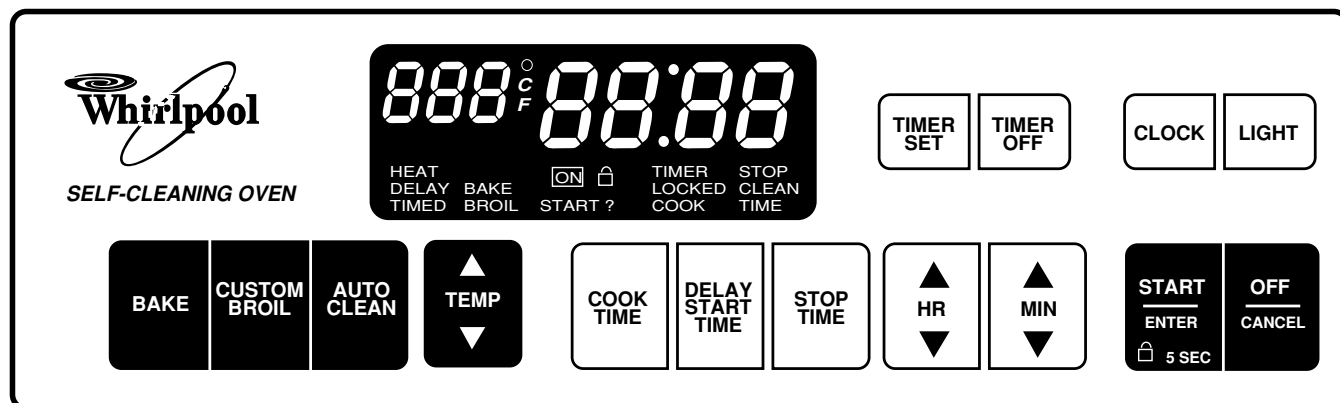 Whirlpool
SELF-CLEANING OVEN
888°CF 88:88
HEAT
DELAY BAKE
TIMED BROIL
ON
START ?
TIMER STOP
LOCKED CLEAN
COOK TIME
TIMER
SET
TIMER
OFF
CLOCK
LIGHT
BAKE
CUSTOM
BROIL
AUTO
CLEAN
TEMP
COOK
TIME
DELAY
START
TIME
STOP
TIME
HR
MIN
START
ENTER
5 SEC
OFF
CANCEL